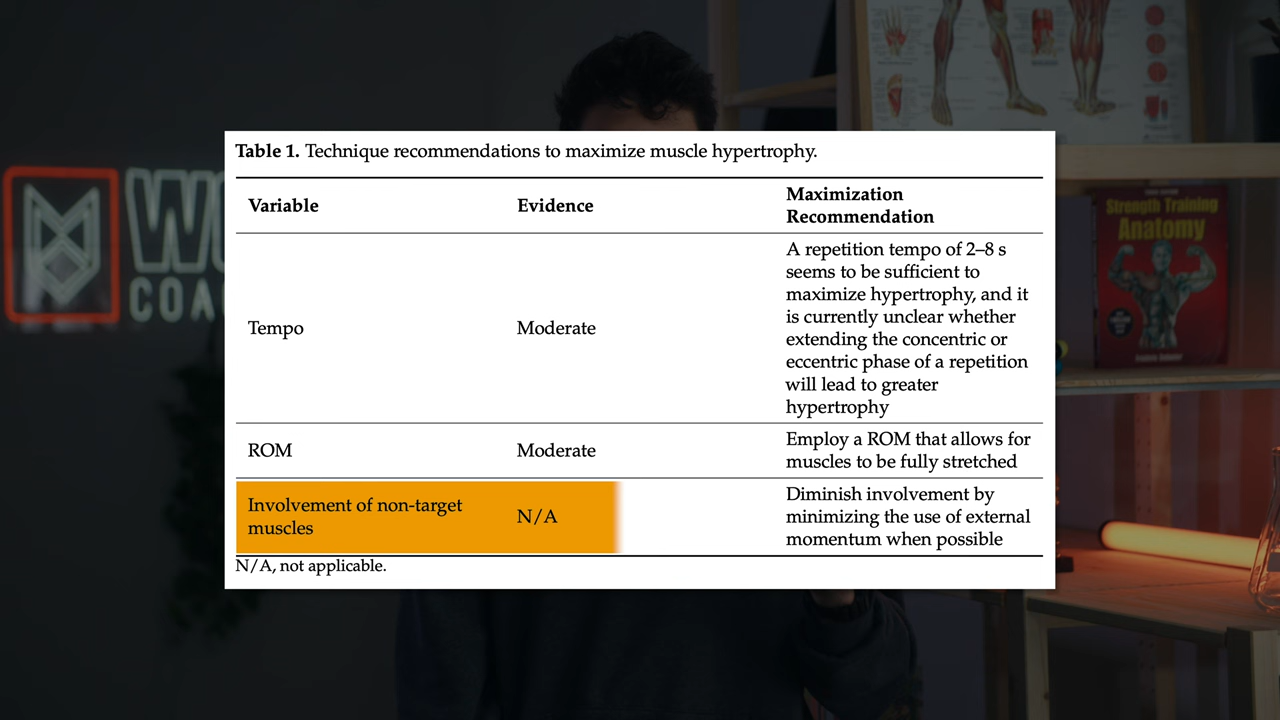 Table 1. Technique recommendations to maximize muscle hypertrophy.
Variable
Evidence
Maximization
Recommendation
Tempo
Moderate
A repetition tempo of 2–8 s
seems to be sufficient to
maximize hypertrophy, and it
is currently unclear whether
extending the concentric or
eccentric phase of a repetition
will lead to greater
hypertrophy
ROM
Moderate
Employ a ROM that allows for
muscles to be fully stretched
Involvement of non-target
muscles
N/A
Diminish involvement by
minimizing the use of external
momentum when possible
N/A, not applicable.
COA
Strength Training
Anatomy